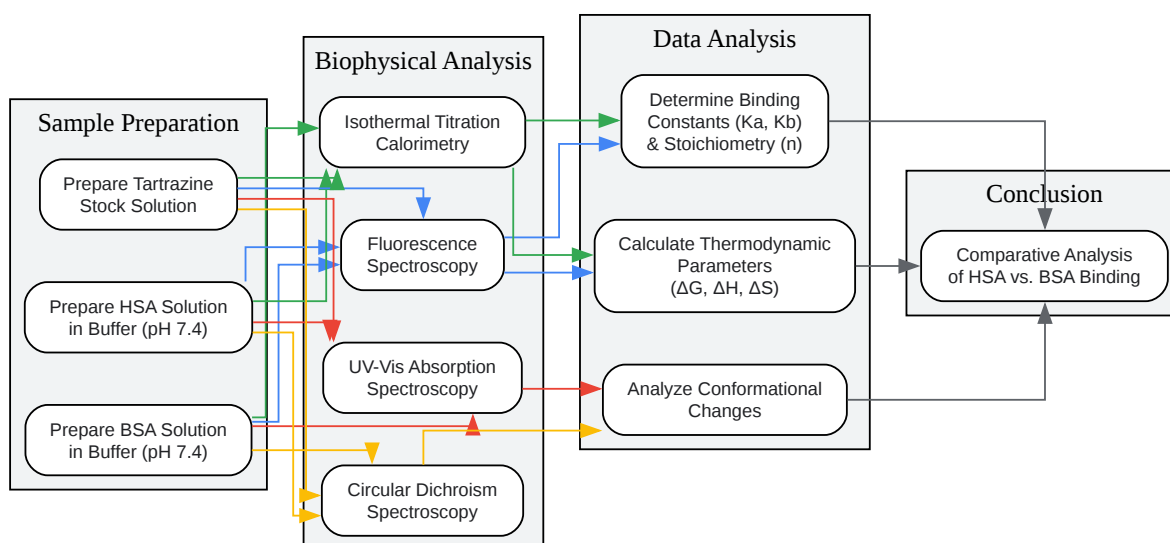 Sample Preparation
Prepare Tartrazine
Stock Solution
Prepare HSA Solution
in Buffer (pH 7.4)
Prepare BSA Solution
in Buffer (pH 7.4)
Biophysical Analysis
Isothermal Titration
Calorimetry
Fluorescence
Spectroscopy
UV-Vis Absorption
Spectroscopy
Circular Dichroism
Spectroscopy
Data Analysis
Determine Binding
Constants (Ka, Kb)
& Stoichiometry (n)
Calculate Thermodynamic
Parameters
(ΔG, ΔH, ΔS)
Analyze Conformational
Changes
Conclusion
Comparative Analysis
of HSA vs. BSA Binding